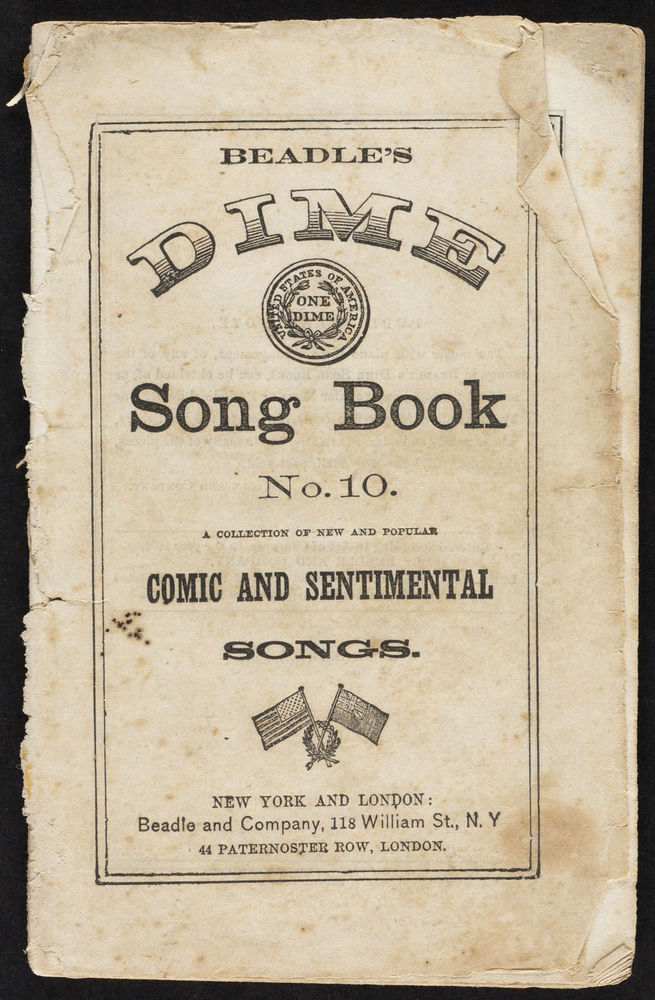 BEADLE'S
DIME
UNITED STATES OF AMERICA
ONE
DIME
Song Book
No. 10.
A COLLECTION OF NEW AND POPULAR
COMIC AND SENTIMENTAL
SONGS.
NEW YORK AND LONDON:
Beadle and Company, 118 William St., N. Y
44 PATERNOSTER ROW, LONDON.